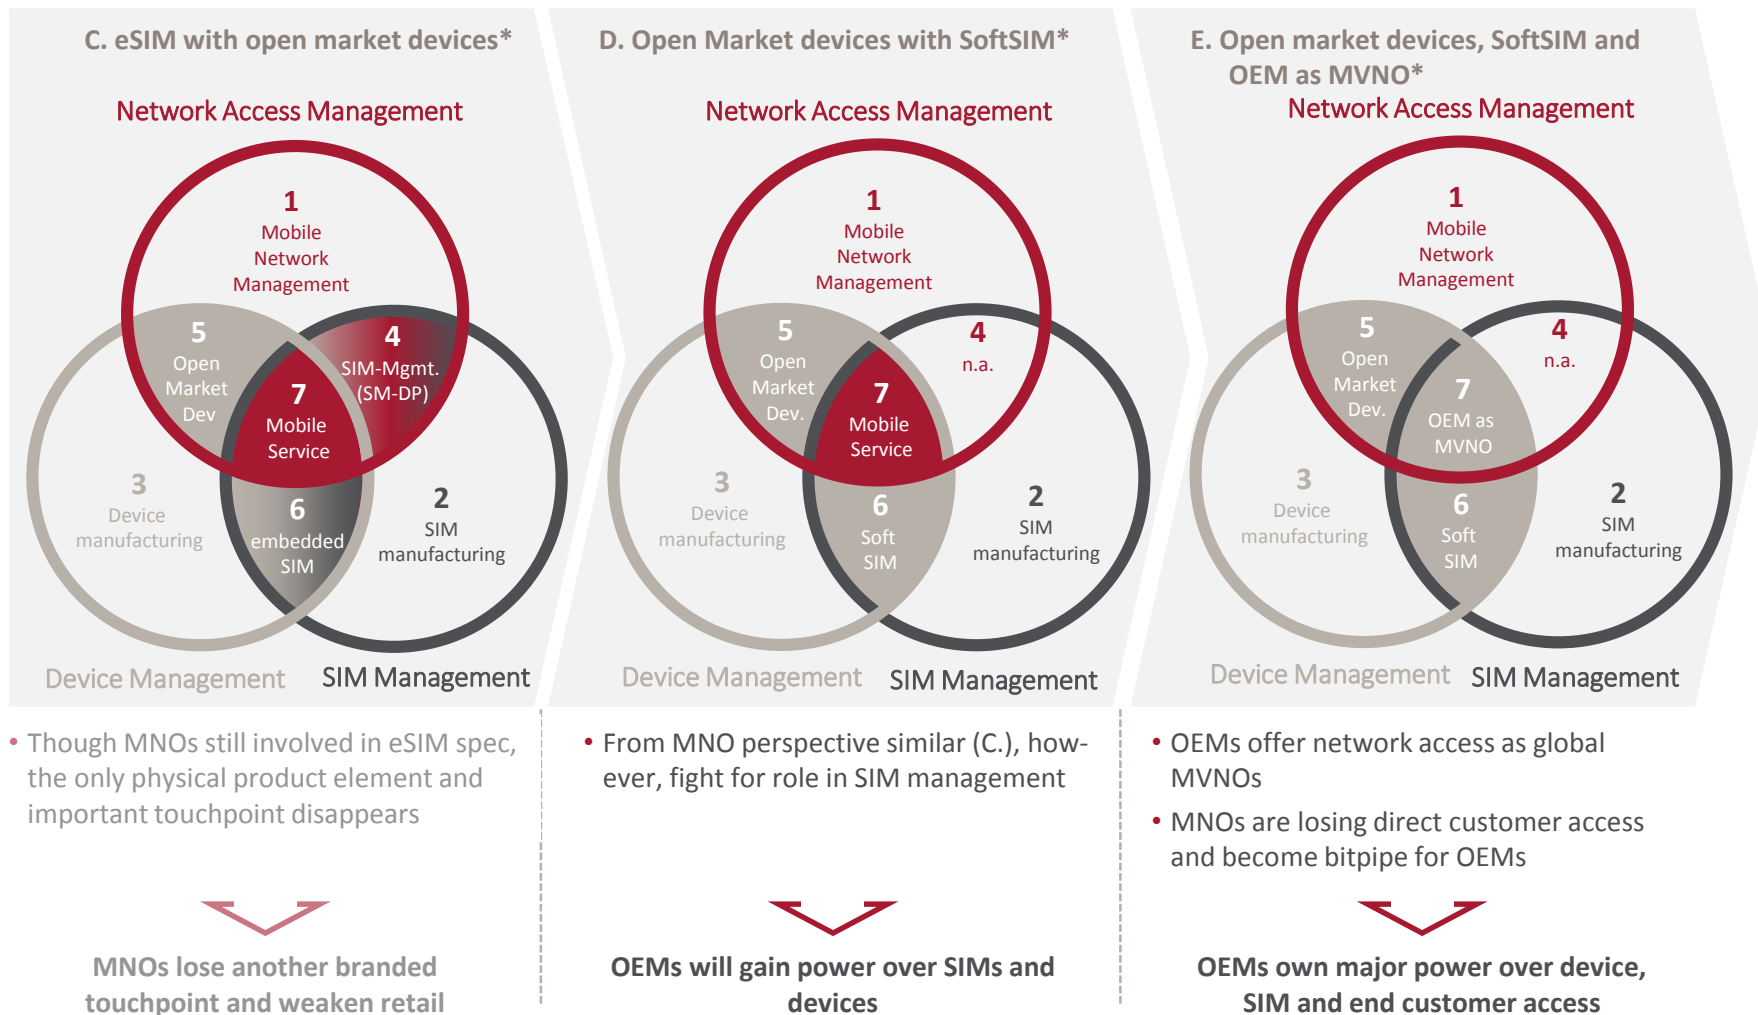 C. eSIM with open market devices*
Network Access Management
1
Mobile
Network
Management
5
Open
Market
Dev
4
SIM-Mgmt.
(SM-DP)
7
Mobile
Service
3
Device
manufacturing
6
embedded
SIM
2
SIM
manufacturing
Device Management
SIM Management
• Though MNOs still involved in eSIM spec,
the only physical product element and
important touchpoint disappears
MNOs lose another branded
touchpoint and weaken retail
D. Open Market devices with SoftSIM*
Network Access Management
1
Mobile
Network
Management
5
Open
Market
Dev.
4
n.a.
7
Mobile
Service
3
Device
manufacturing
6
Soft
SIM
2
SIM
manufacturing
Device Management
SIM Management
• From MNO perspective similar (C.), how-
ever, fight for role in SIM management
OEMs will gain power over SIMs and
devices
E. Open market devices, SoftSIM and
OEM as MVNO*
Network Access Management
1
Mobile
Network
Management
5
Open
Market
Dev.
4
n.a.
7
OEM as
MVNO
3
Device
manufacturing
6
Soft
SIM
2
SIM
manufacturing
Device Management
SIM Management
• OEMs offer network access as global
MVNOs
• MNOs are losing direct customer access
and become bitpipe for OEMs
OEMs own major power over device,
SIM and end customer access